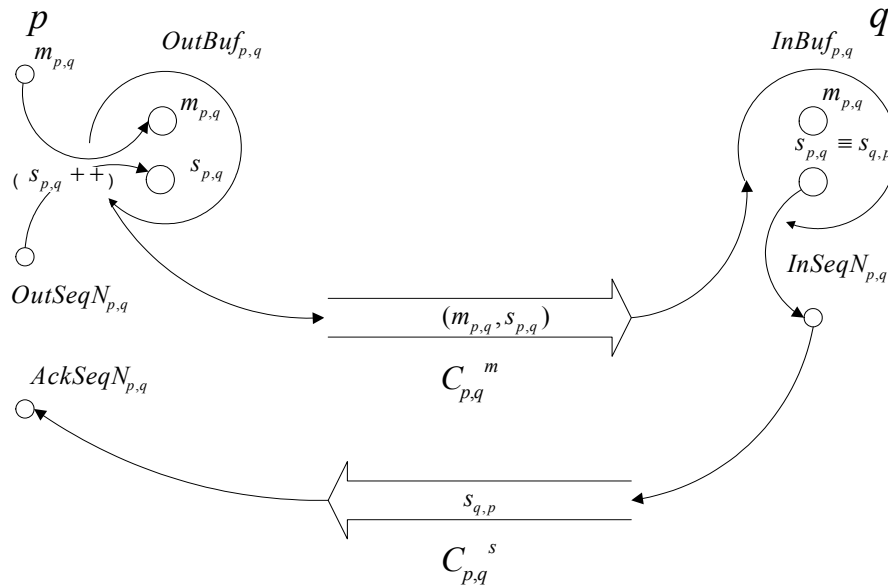 p
q
m_{p,q}
OutBuf_{p,q}
InBuf_{p,q}
m_{p,q}
m_{p,q}
s_{p,q}
s_{p,q} ≡ s_{q,p}
( s_{p,q} ++ )
OutSeqN_{p,q}
InSeqN_{p,q}
(m_{p,q}, s_{p,q})
C_{p,q}^m
AckSeqN_{p,q}
s_{q,p}
C_{p,q}^s